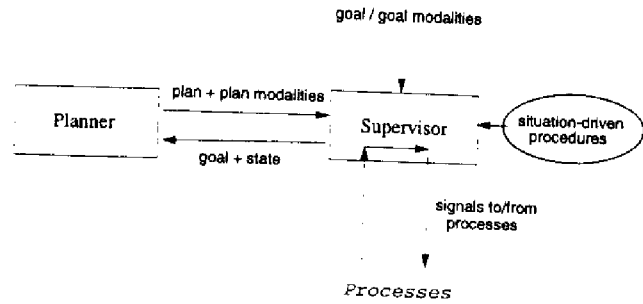 goal / goal modalities
plan + plan modalities
Planner
Supervisor
situation-driven
procedures
goal + state
signals to/from
processes
Processes